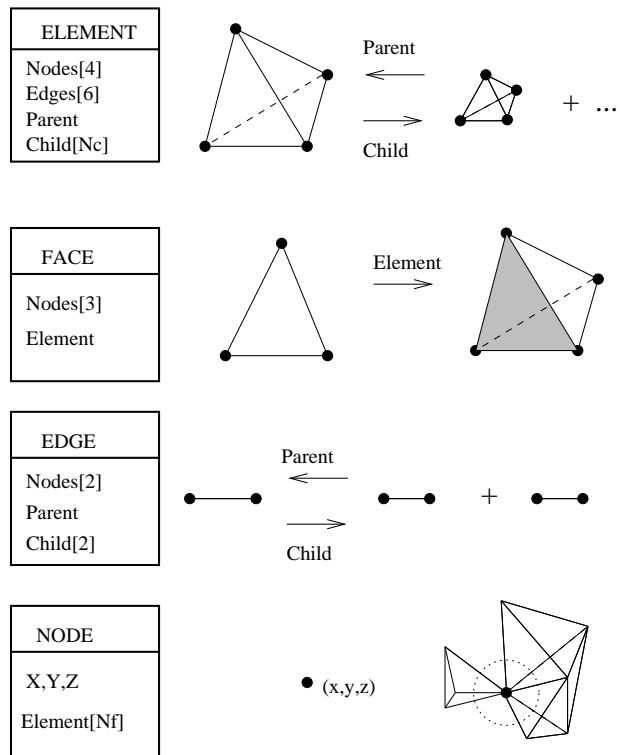 ELEMENT
Nodes[4]
Edges[6]
Parent
Child[Nc]
Parent
Child
+ ...
FACE
Nodes[3]
Element
Element
EDGE
Nodes[2]
Parent
Child[2]
Parent
Child
+
NODE
X,Y,Z
Element[Nf]
(x,y,z)